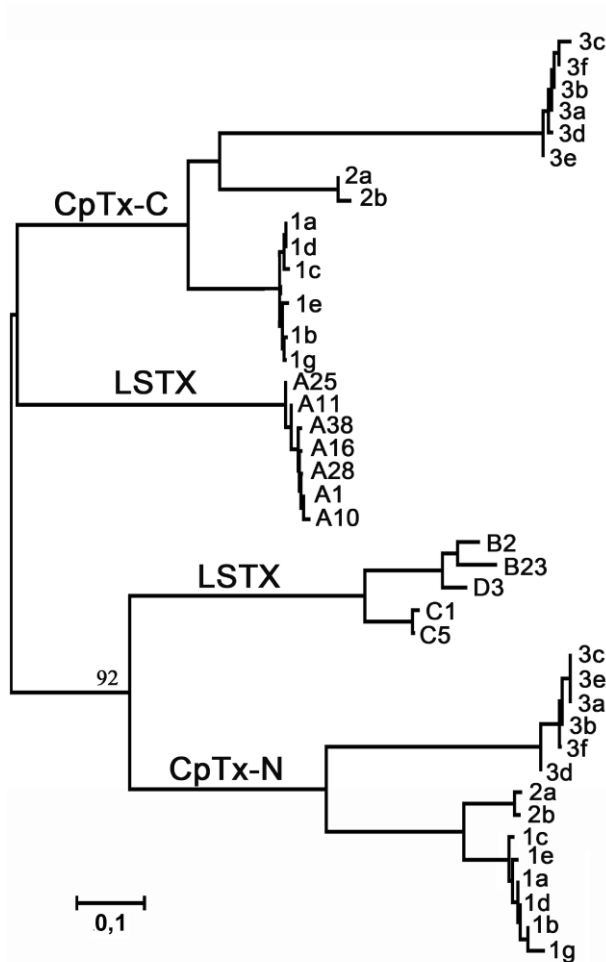 3c
3f
3b
3a
3d
3e
2a
2b
CpTx-C
1a
1d
1c
1e
1b
1g
LSTX
A25
A11
A38
A16
A28
A1
A10
B2
B23
LSTX
D3
C1
C5
3c
92
3e
3a
3b
3f
CpTx-N
3d
2a
2b
1c
1e
1a
1d
1b
0,1
1g